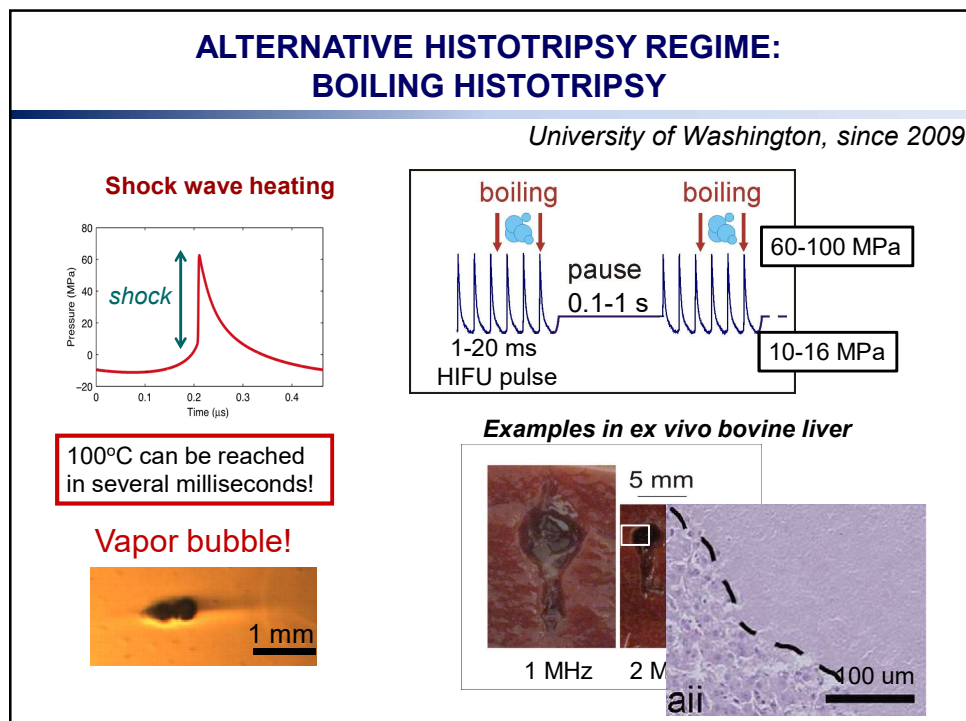 ALTERNATIVE HISTOTRIPSY REGIME:
BOILING HISTOTRIPSY
University of Washington, since 2009
Shock wave heating
80
60
40
20
0
−20
Pressure (MPa)
shock
0
0.1
0.2
0.3
0.4
Time (μs)
100oC can be reached
in several milliseconds!
Vapor bubble!
1 mm
boiling
boiling
60-100 MPa
pause
0.1-1 s
1-20 ms
HIFU pulse
10-16 MPa
Examples in ex vivo bovine liver
5 mm
1 MHz
2 M
100 um
aii